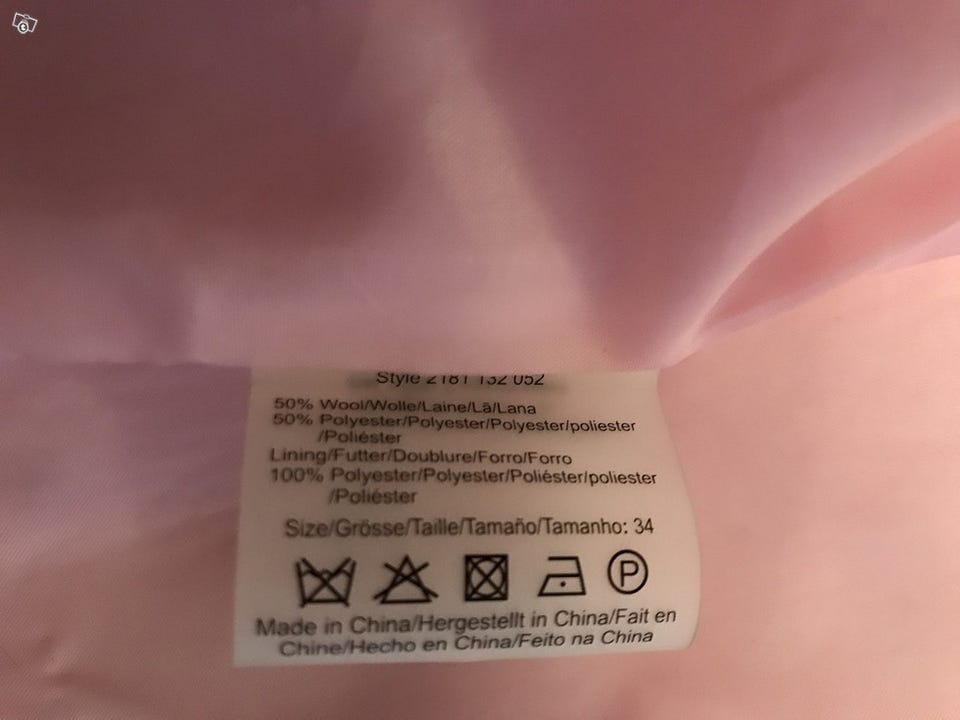 Style 2181 132 052
50% Wool/Wolle/Laine/Lã/Lana
50% Polyester/Polyester/Polyester/poliester
/Poliéster
Lining/Futter/Doublure/Forro/Forro
100% Polyester/Polyester/Poliéster/poliester
/Poliéster
Size/Grösse/Taille/Tamaño/Tamanho: 34
P
Made in China/Hergestellt in China/Fait en
Chine/Hecho en China/Feito na China